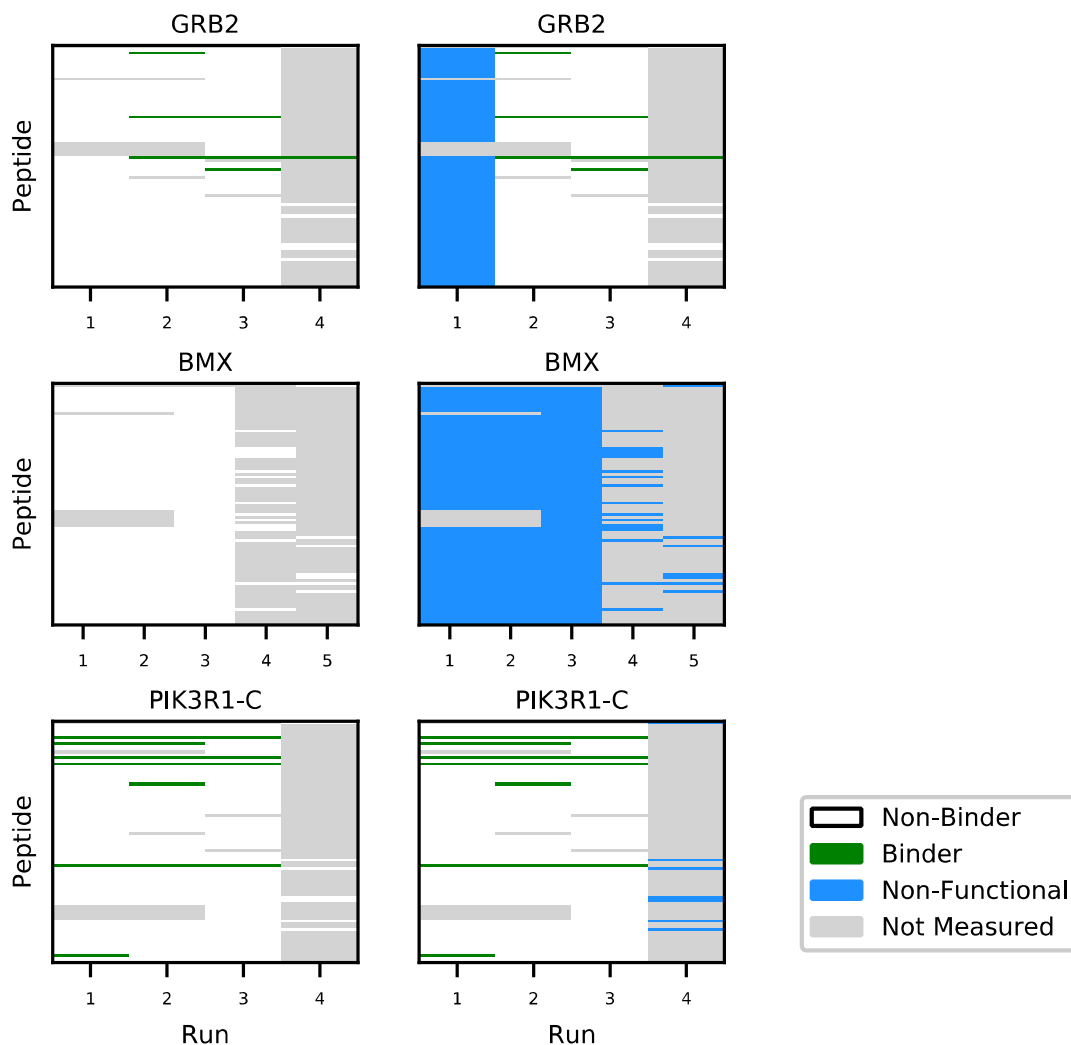 GRB2
GRB2
Peptide
1 2 3 4
1 2 3 4
BMX
BMX
Peptide
1 2 3 4 5
1 2 3 4 5
PIK3R1-C
PIK3R1-C
Peptide
1 2 3 4
1 2 3 4
Run
Run
Non-Binder
Binder
Non-Functional
Not Measured